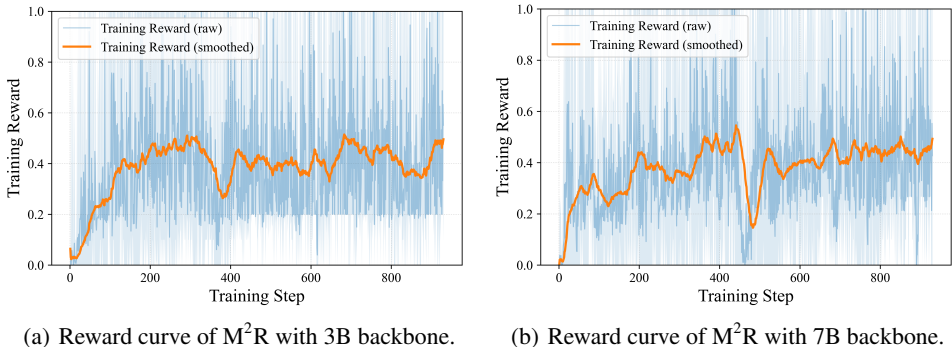 Training Reward (raw)
Training Reward (smoothed)
1.0
0.8
0.6
0.4
0.2
0.0
Training Reward
0
200
400
600
800
Training Step
(a) Reward curve of M²R with 3B backbone.
Training Reward (raw)
Training Reward (smoothed)
1.0
0.8
0.6
0.4
0.2
0.0
Training Reward
0
200
400
600
800
Training Step
(b) Reward curve of M²R with 7B backbone.